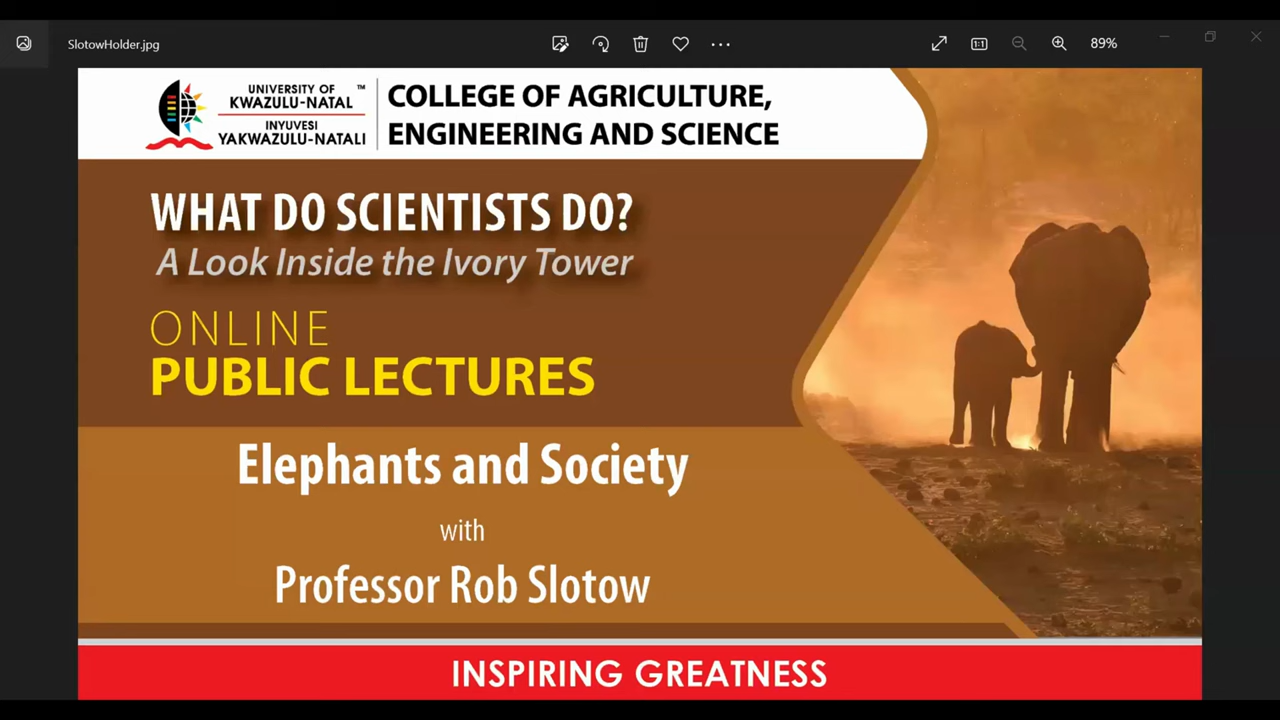 SlotowHolder.jpg
89%
UNIVERSITY OF
KWAZULU-NATAL
TM
INYUVESI
YAKWAZULU-NATALI
COLLEGE OF AGRICULTURE,
ENGINEERING AND SCIENCE
WHAT DO SCIENTISTS DO?
A Look Inside the Ivory Tower
ONLINE
PUBLIC LECTURES
Elephants and Society
with
Professor Rob Slotow
INSPIRING GREATNESS